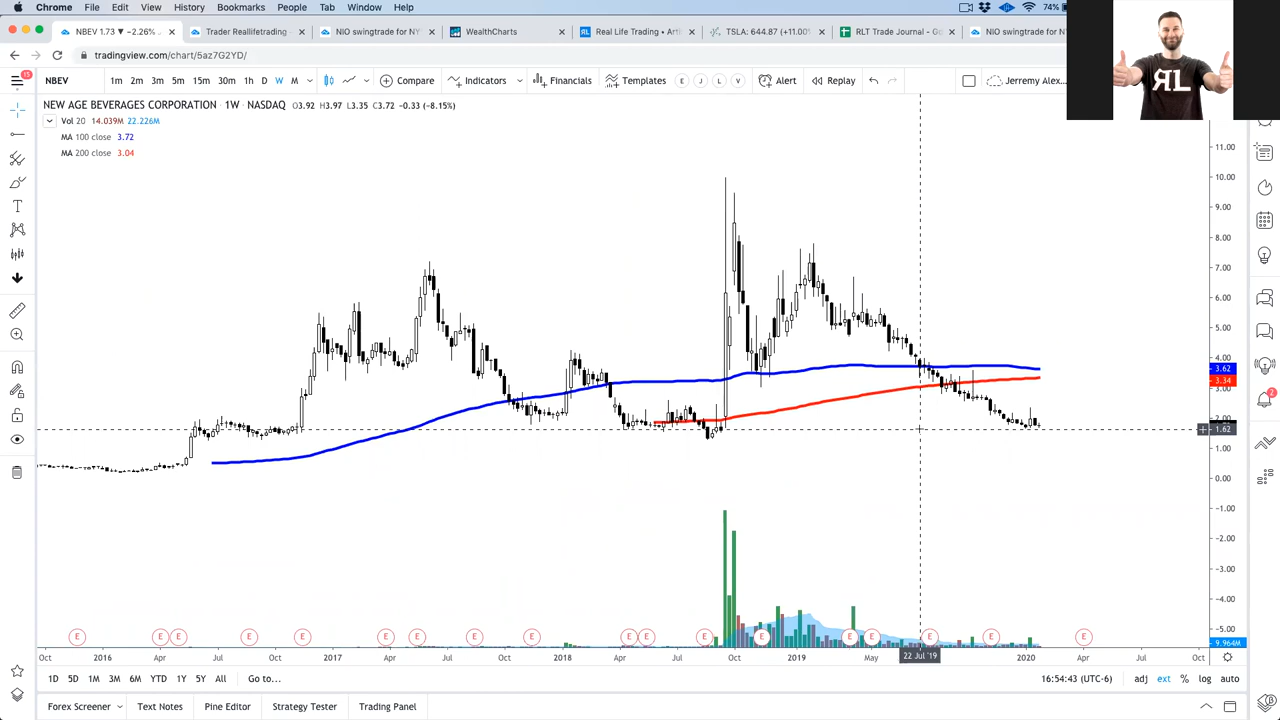 Chrome File Edit View History Bookmarks People Tab Window Help 74%
NBEV 1.73 ▼ −2.26% Trader Reallifetrading - NIO swingtrade for NY WealthCharts Real Life Trading - Arti TSLA: 644.87 (+11.00% RLT Trade Journal - Go NIO swingtrade for NY
tradingview.com/chart/5az7G2YD/
15 NBEV 1m 2m 3m 5m 15m 30m 1h D W M Compare Indicators Financials Templates E J V Alert Replay Jerremy Alex...
ЯL
NEW AGE BEVERAGES CORPORATION 1W NASDAQ O3.92 H3.97 L3.35 C3.72 −0.33 (−8.15%)
Vol 20 14.039M 22.226M
MA 100 close 3.72
MA 200 close 3.04
11.00
10.00
9.00
8.00
7.00
6.00
5.00
4.00
3.62
3.34
3.00
2.00
1.62
1.00
0.00
−1.00
−2.00
−3.00
−4.00
−5.00
9.964M
2
E E E E E E E E E E E E E E E E E E E E
Oct 2016 Apr Jul Oct 2017 Apr Jul Oct 2018 Apr Jul Oct 2019 May 22 Jul '19 2020 Apr Jul Oct
1D 5D 1M 3M 6M YTD 1Y 5Y All Go to... 16:54:43 (UTC-6) adj ext % log auto
Forex Screener Text Notes Pine Editor Strategy Tester Trading Panel